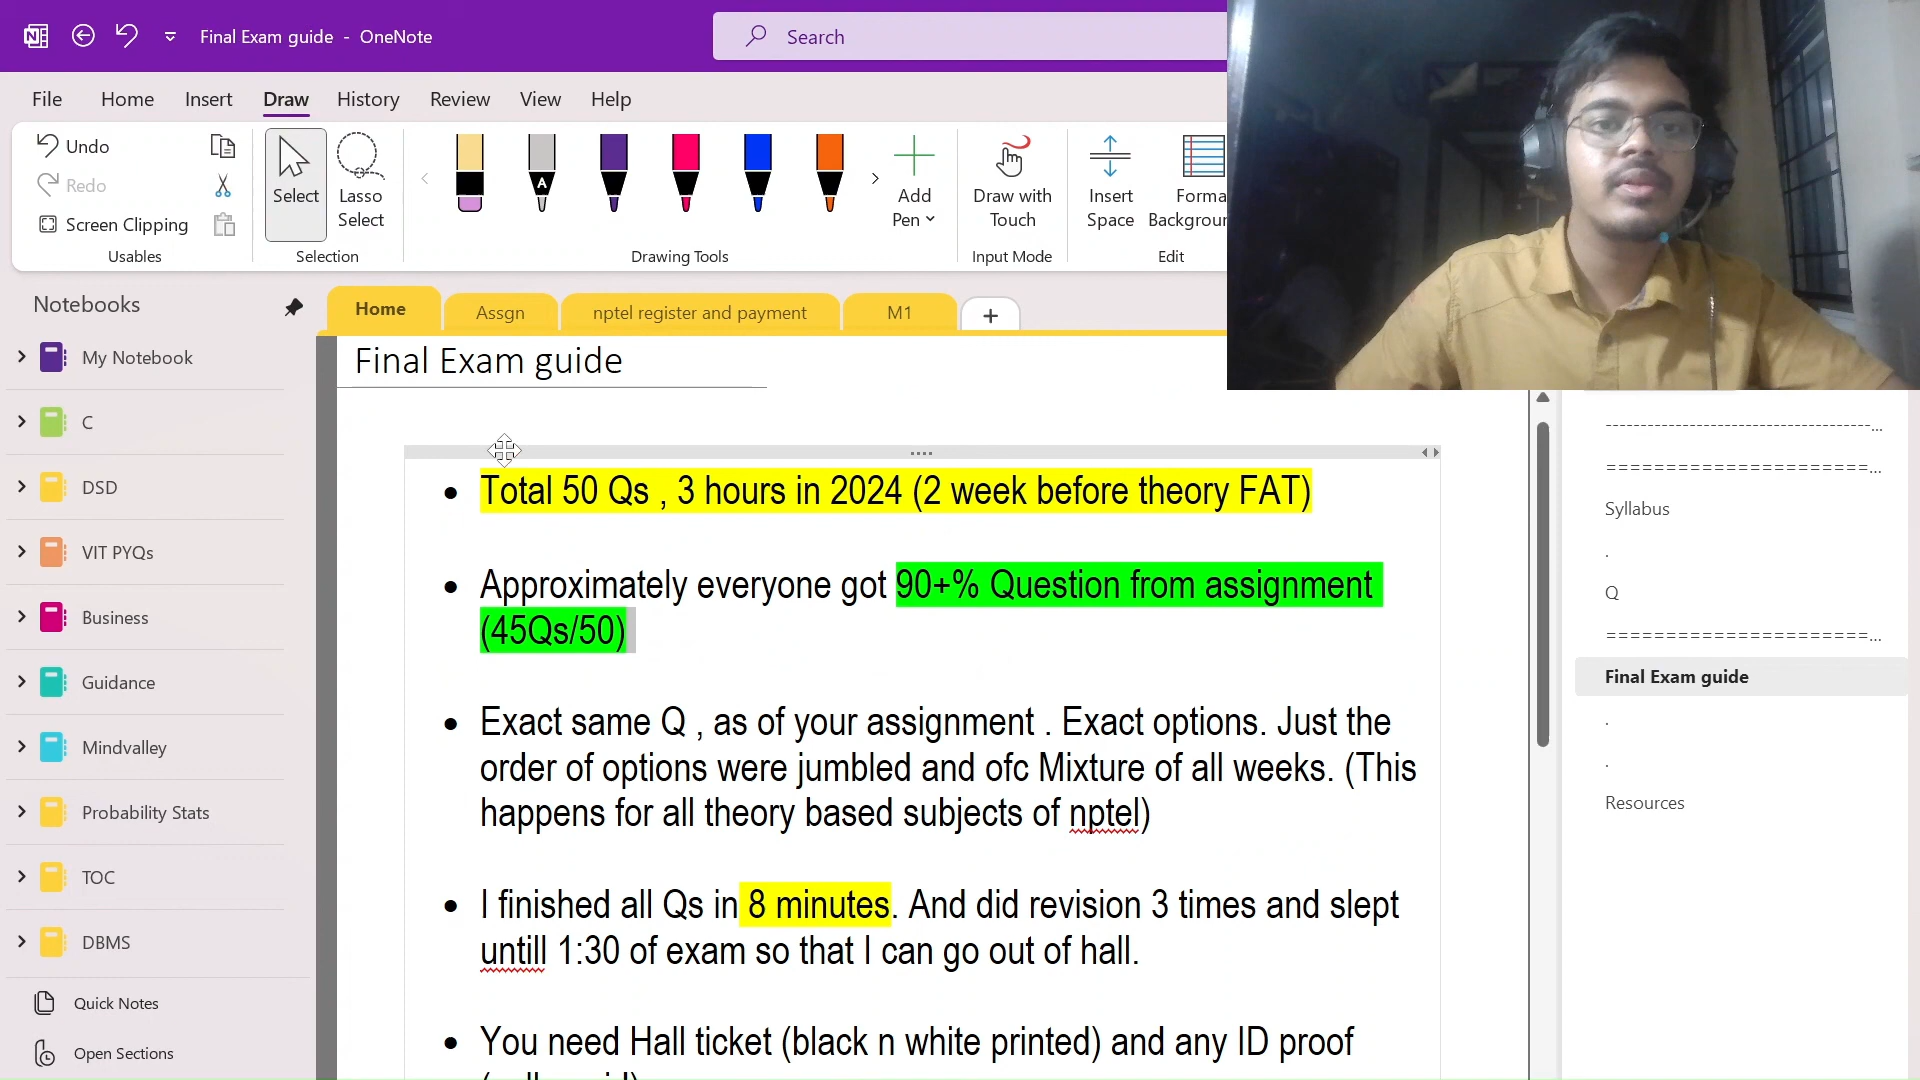 Final Exam guide - OneNote
Search
File Home Insert Draw History Review View Help
Undo
Redo
Screen Clipping
Usables
Select
Lasso
Select
Selection
A
Drawing Tools
Add
Pen
Draw with
Touch
Input Mode
Insert
Space
Forma
Backgroun
Edit
Notebooks
My Notebook
C
DSD
VIT PYQs
Business
Guidance
Mindvalley
Probability Stats
TOC
DBMS
Quick Notes
Open Sections
Home Assgn nptel register and payment M1 +
Final Exam guide
• Total 50 Qs , 3 hours in 2024 (2 week before theory FAT)
• Approximately everyone got 90+% Question from assignment
(45Qs/50)
• Exact same Q , as of your assignment . Exact options. Just the
order of options were jumbled and ofc Mixture of all weeks. (This
happens for all theory based subjects of nptel)
• I finished all Qs in 8 minutes. And did revision 3 times and slept
untill 1:30 of exam so that I can go out of hall.
• You need Hall ticket (black n white printed) and any ID proof
--------------------------------------...
======================...
Syllabus
.
Q
======================...
Final Exam guide
.
.
Resources